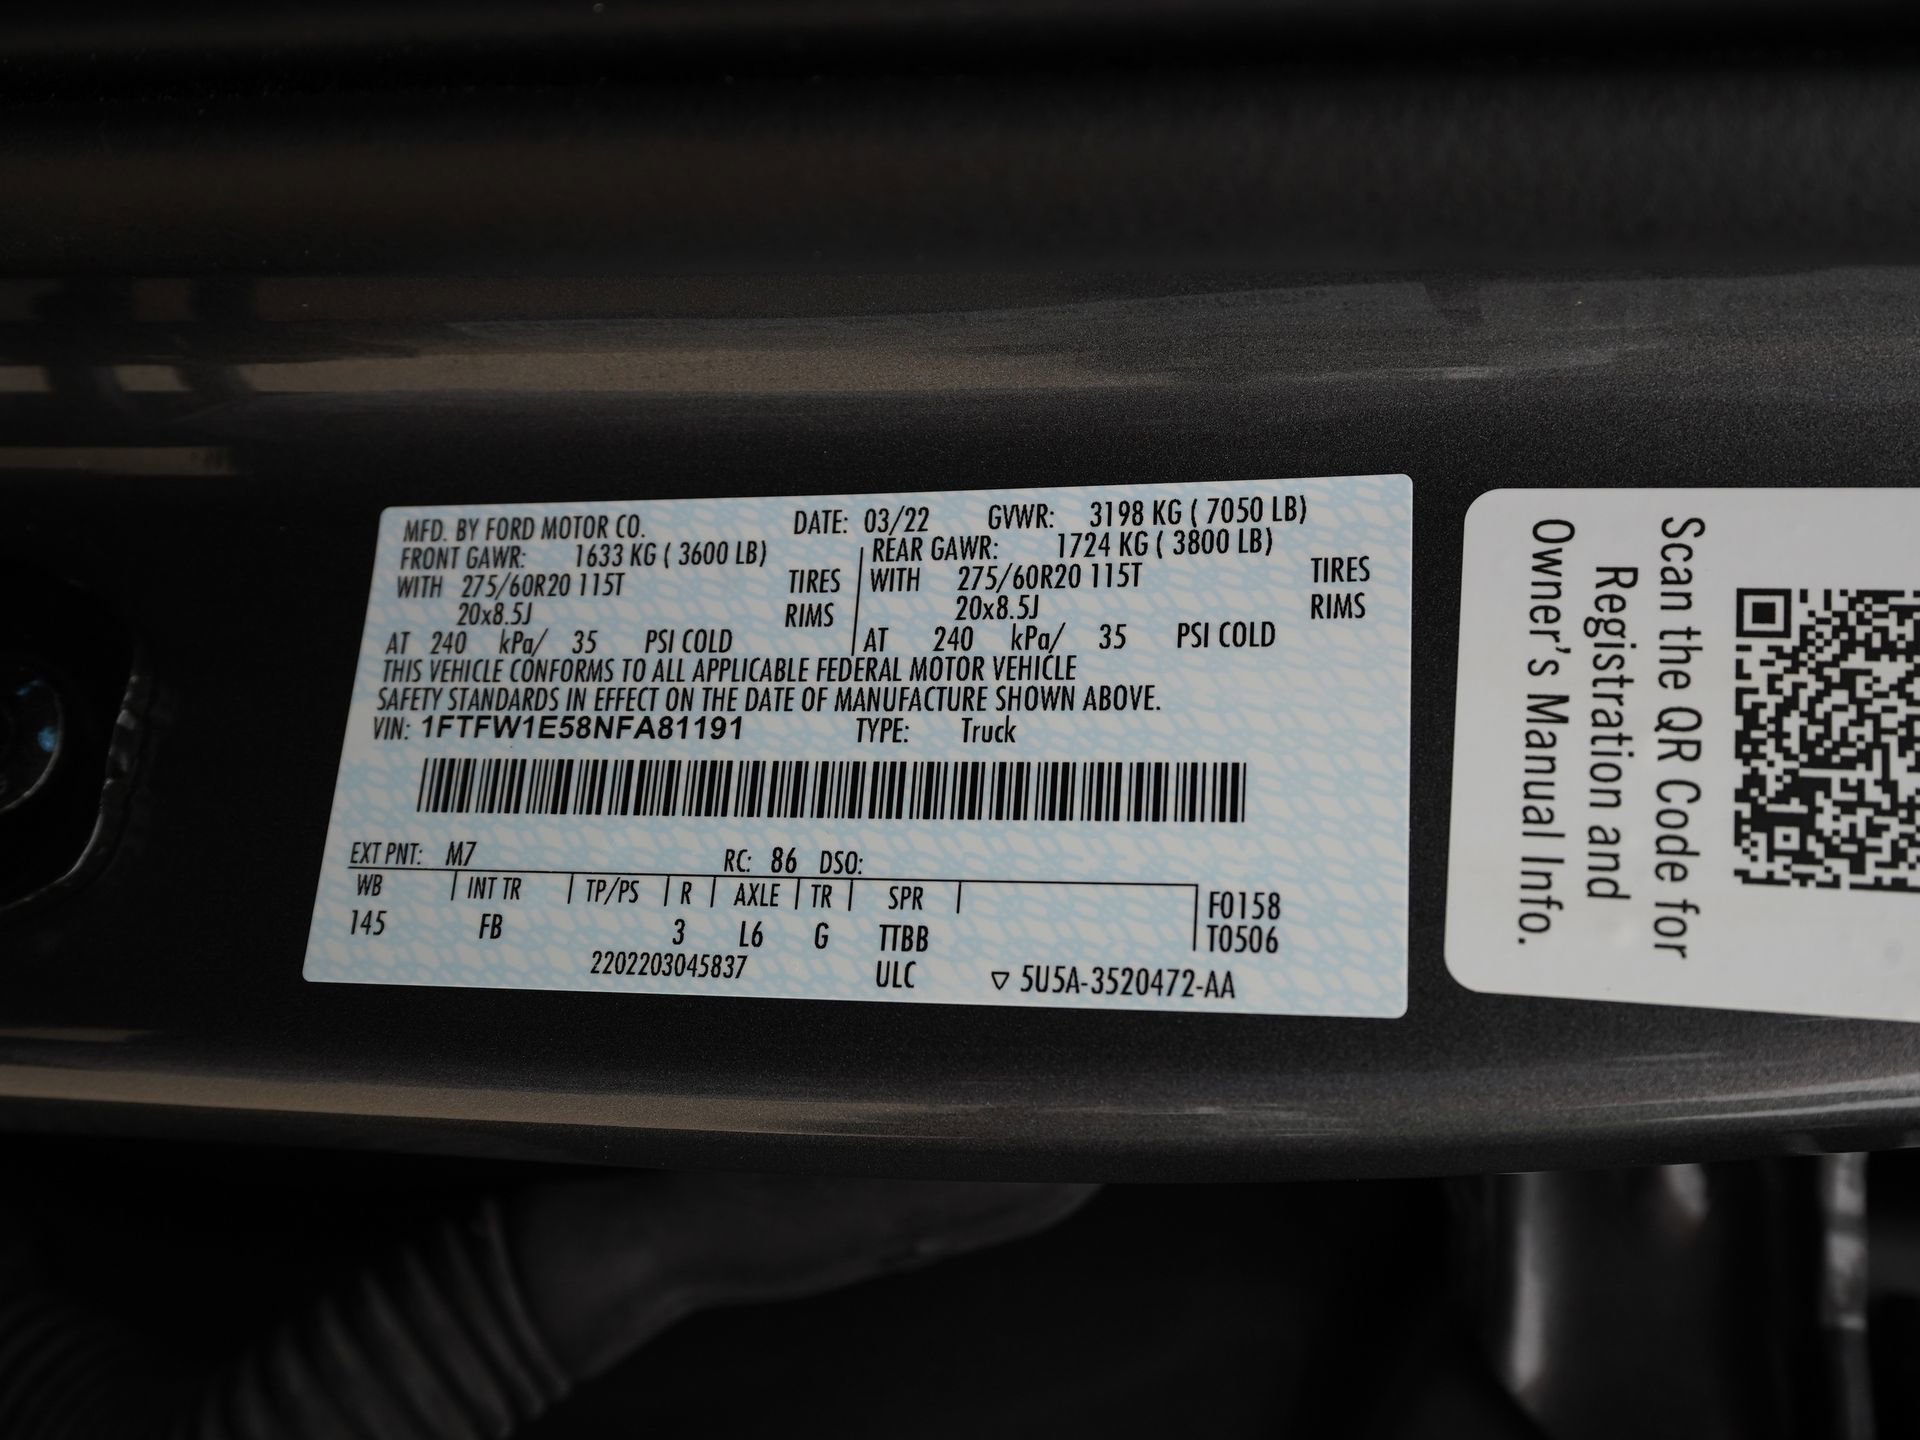 MFD. BY FORD MOTOR CO. DATE: 03/22 GVWR: 3198 KG ( 7050 LB)
FRONT GAWR: 1633 KG ( 3600 LB) REAR GAWR: 1724 KG ( 3800 LB)
WITH 275/60R20 115T TIRES WITH 275/60R20 115T TIRES
20x8.5J RIMS 20x8.5J RIMS
AT 240 kPa/ 35 PSI COLD AT 240 kPa/ 35 PSI COLD
THIS VEHICLE CONFORMS TO ALL APPLICABLE FEDERAL MOTOR VEHICLE
SAFETY STANDARDS IN EFFECT ON THE DATE OF MANUFACTURE SHOWN ABOVE.
VIN: 1FTFW1E58NFA81191 TYPE: Truck
EXT PNT: M7 RC: 86 DSO:
WB INT TR TP/PS R AXLE TR SPR F0158
145 FB 3 L6 G TTBB T0506
2202203045837 ULC ▽ 5U5A-3520472-AA
Scan the QR Code for
Registration and
Owner's Manual Info.